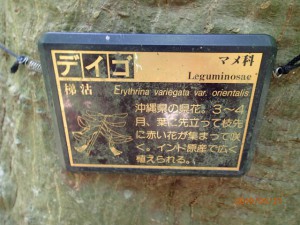 デイゴ
マメ科
Leguminosae
梯沽
Erythrina variegata var. orientalis
沖縄県の県花。3〜4
月、葉に先立って枝先
に赤い花が集まって咲
く。インド原産で広く
植えられる。